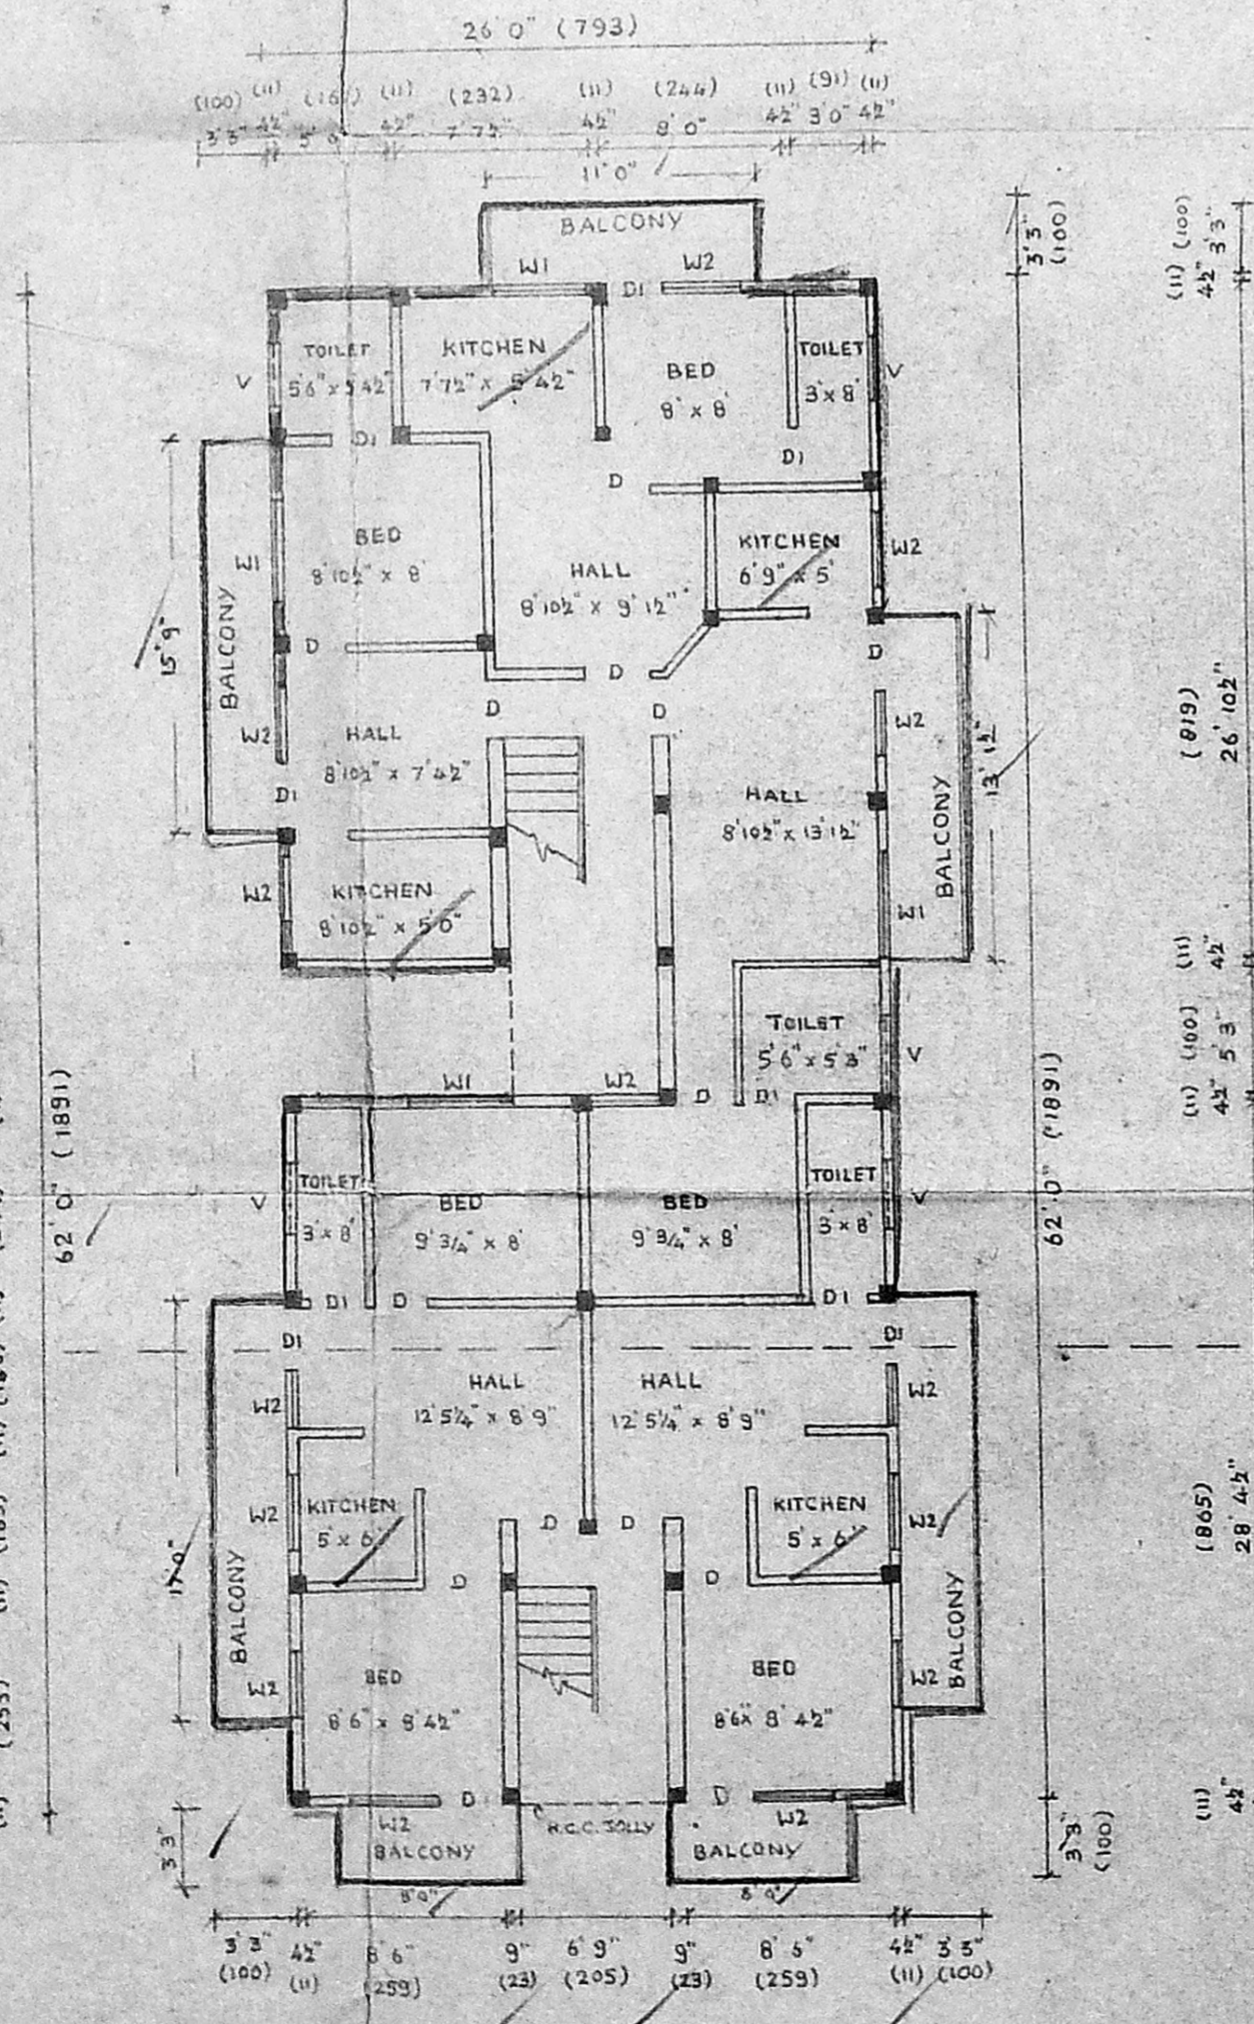 26'0" (793)
(100) (11) (11) (232) (11) (244) (11) (91) (11)
3'3" 4½" 4½" 7'7½" 4½" 8'0" 4½" 3'0" 4½"
11'0"
BALCONY
W1 W2
D1
TOILET KITCHEN BED TOILET
7'7½" x 5'4½" 8' x 8' 3' x 8'
V V
D1 D1
D
BED KITCHEN W2
8'10½" x 8' 6'9" x 5'
W1 HALL
8'10½" x 9'1½"
BALCONY
15'9"
D D D
D D
W2 HALL W2
8'10½" x 7'4½"
D1 HALL
8'10½" x 13'1½"
13'1½"
BALCONY
W2 KITCHEN W1
8'10½" x 5'0"
TOILET
5'6" x 5'3"
V
W1 W2 D D1
TOILET BED BED TOILET
3' x 8' 9'3/4" x 8' 9'3/4" x 8' 3' x 8'
V V
D1 D D1
D1 D1
HALL HALL
12'5¼" x 8'9" 12'5¼" x 8'9"
W2 W2
KITCHEN KITCHEN
5' x 6' 5' x 6'
W2 D D W2
D D
BALCONY BALCONY
17'0"
BED BED
8'6" x 8'4½" 8'6" x 8'4½"
W2 W2
D D
W2 R.C.C. JOLLY W2
BALCONY BALCONY
8'0" 8'0"
3'3" 4½" 8'6" 9" 6'9" 9" 8'6" 4½" 3'3"
(100) (11) (259) (23) (205) (23) (259) (11) (100)
62'0" (1891)
3'3"
3'3"
(100)
62'0" (1891)
3'3"
(100)
(11) (100)
4½" 3'3"
(819)
26'10½"
(11) (100) (11)
4½" 5'3" 4½"
(865)
28'4½"
(11)
4½"